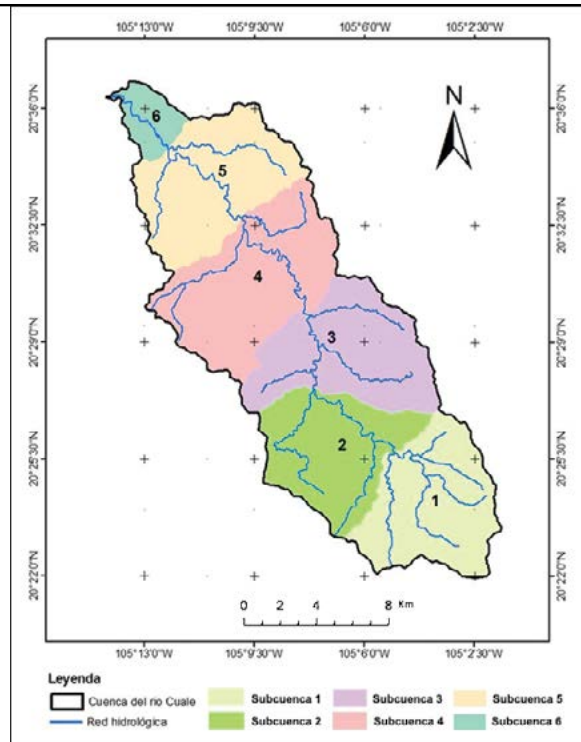 105°13'0"W 105°9'30"W 105°6'0"W 105°2'30"W
20°36'0"N 20°36'0"N
20°32'30"N 20°32'30"N
20°29'0"N 20°29'0"N
20°25'30"N 20°25'30"N
20°22'0"N 20°22'0"N
N
6
5
4
3
2
1
0 2 4 8 Km
105°13'0"W 105°9'30"W 105°6'0"W 105°2'30"W
Leyenda
Cuenca del rio Cuale
Red hidrológica
Subcuenca 1 Subcuenca 3 Subcuenca 5
Subcuenca 2 Subcuenca 4 Subcuenca 6